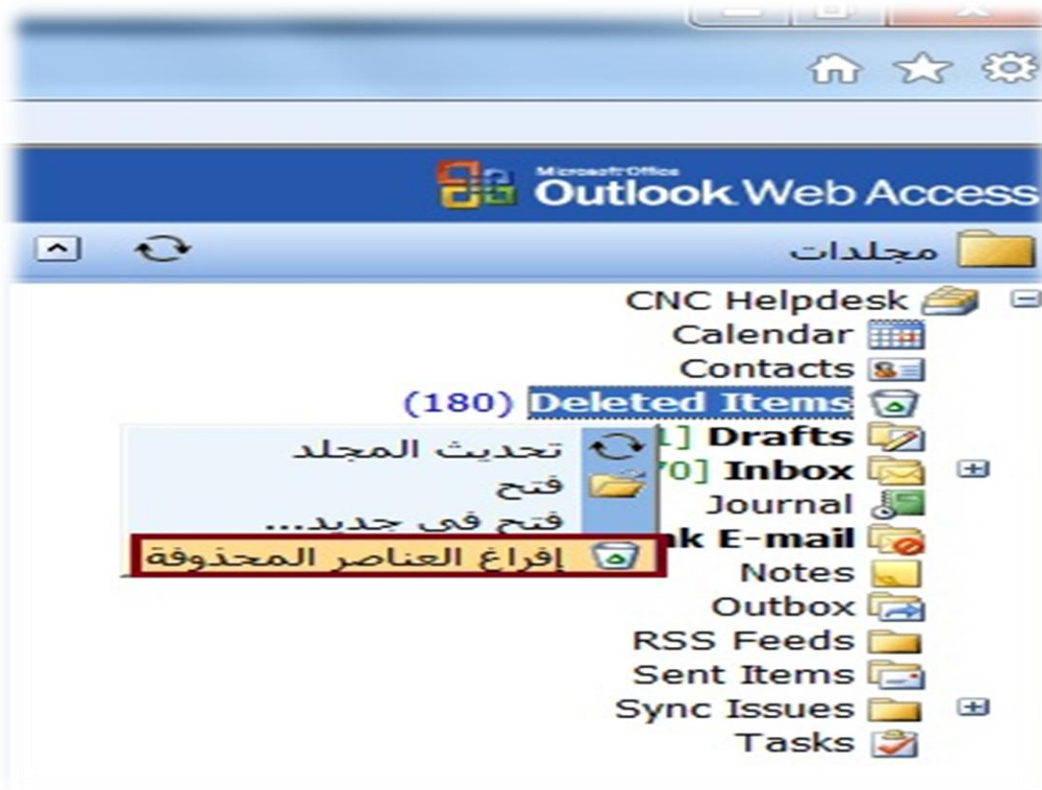 Microsoft Office
Outlook Web Access
مجلدات
CNC Helpdesk
Calendar
Contacts
Deleted Items (180)
Drafts
Inbox
Journal
E-mail
Notes
Outbox
RSS Feeds
Sent Items
Sync Issues
Tasks
تحديث المجلد
فتح
فتح في جديد...
إفراغ العناصر المحذوفة